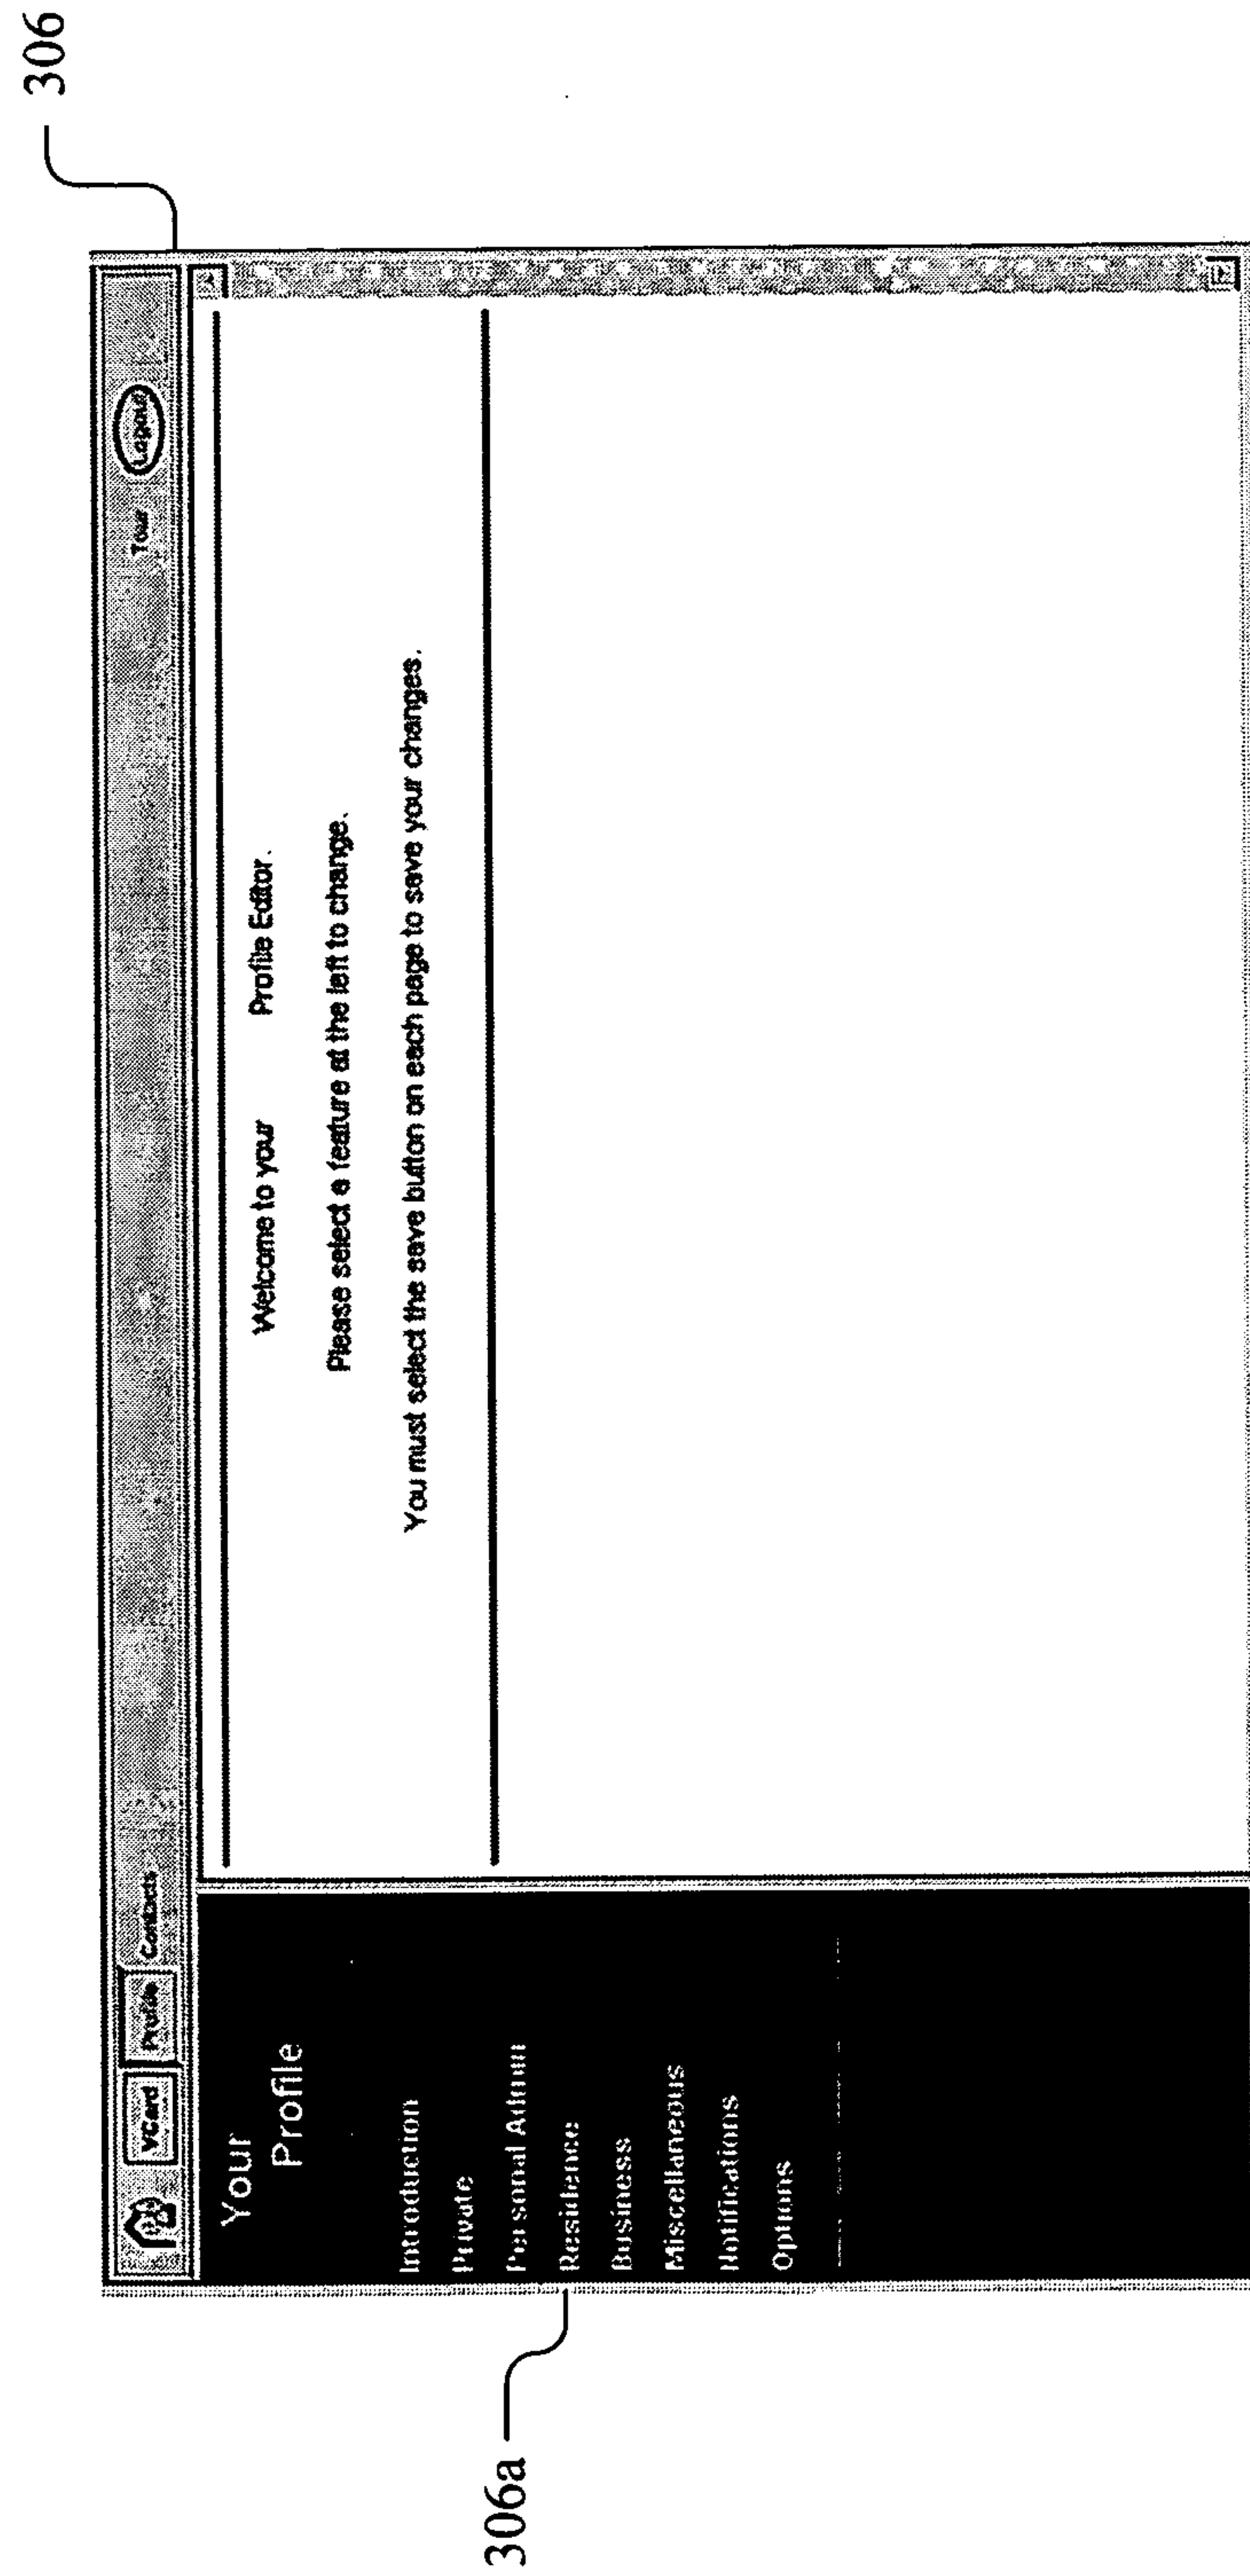 306
VCard Profile Contacts Tour Logout
Your
Profile
Introduction
Private
Personal Admin
Residence
Business
Miscellaneous
Notifications
Options
306a
Welcome to your Profile Editor.
Please select a feature at the left to change.
You must select the save button on each page to save your changes.